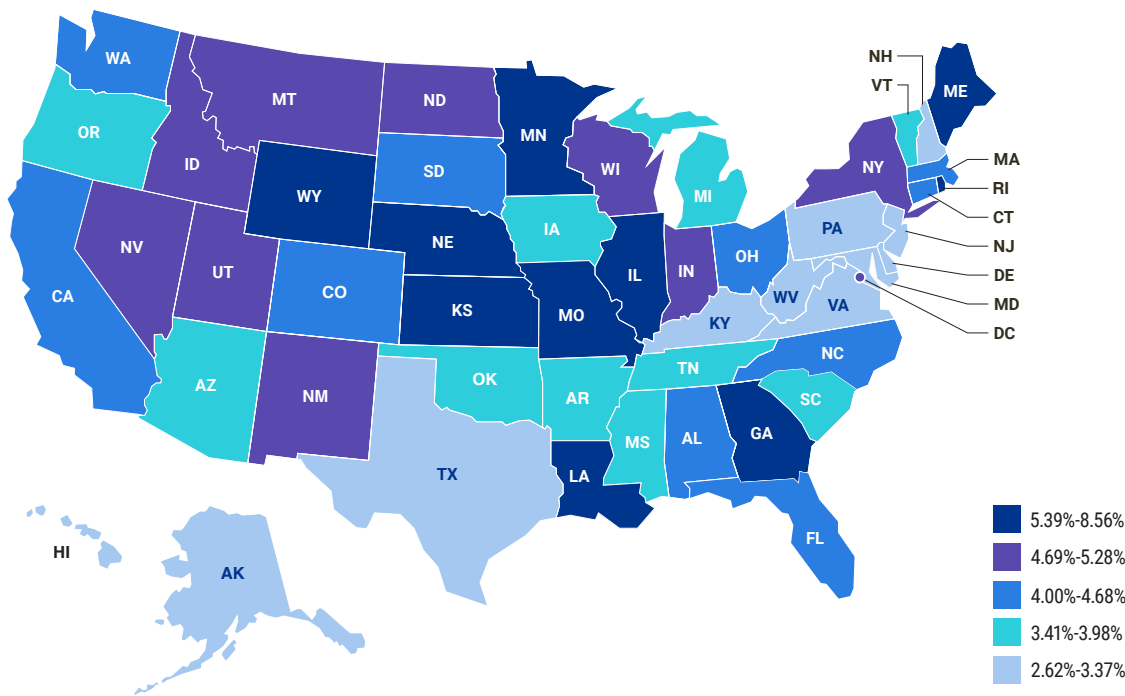 WA
MT
ND
MN
OR
ID
WY
SD
WI
MI
NH
VT
ME
NY
MA
RI
CT
NJ
DE
MD
DC
NV
UT
CA
CO
NE
IA
KS
MO
IL
IN
OH
PA
WV
VA
KY
NC
TN
SC
AZ
NM
OK
AR
MS
AL
GA
TX
LA
FL
HI
AK
5.39%-8.56%
4.69%-5.28%
4.00%-4.68%
3.41%-3.98%
2.62%-3.37%